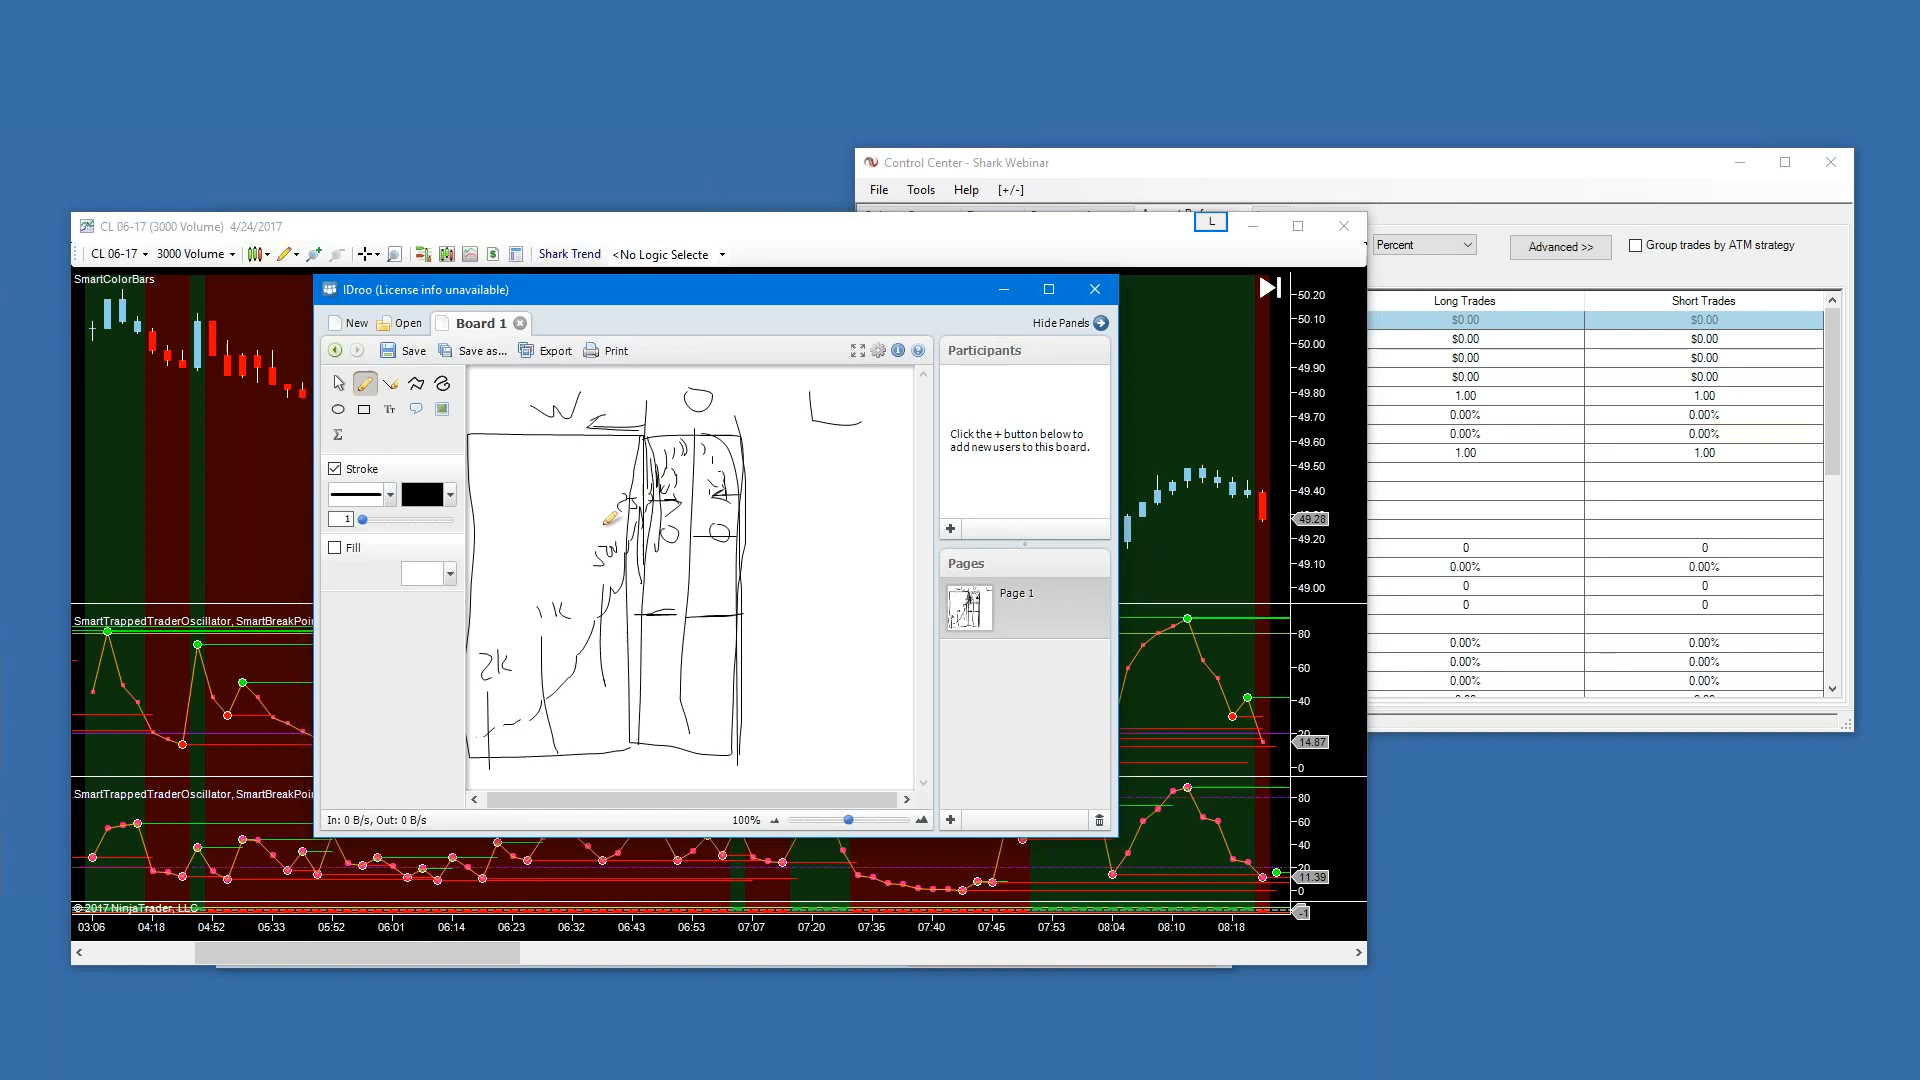 Control Center - Shark Webinar
File Tools Help [+/-]
CL 06-17 (3000 Volume) 4/24/2017
L
CL 06-17 3000 Volume Shark Trend <No Logic Selecte
Percent Advanced >> Group trades by ATM strategy
SmartColorBars
IDroo (License info unavailable)
New Open Board 1 Hide Panels
Save Save as... Export Print
Participants
Click the + button below to
add new users to this board.
Stroke
1
Fill
Tr
Σ
W O L
500
1K
2K
O O
Pages
Page 1
In: 0 B/s, Out: 0 B/s 100%
Long Trades Short Trades
$0.00 $0.00
$0.00 $0.00
$0.00 $0.00
$0.00 $0.00
1.00 1.00
0.00% 0.00%
0.00% 0.00%
1.00 1.00
0 0
0.00% 0.00%
0 0
0 0
0.00% 0.00%
0.00% 0.00%
0.00% 0.00%
50.20
50.10
50.00
49.90
49.80
49.70
49.60
49.50
49.40
49.28
49.20
49.10
49.00
SmartTrappedTraderOscillator, SmartBreakPoi
80
60
40
20
14.87
0
SmartTrappedTraderOscillator, SmartBreakPoi
80
60
40
20
11.39
0
-1
© 2017 NinjaTrader, LLC
03:06 04:18 04:52 05:33 05:52 06:01 06:14 06:23 06:32 06:43 06:53 07:07 07:20 07:35 07:40 07:45 07:53 08:04 08:10 08:18